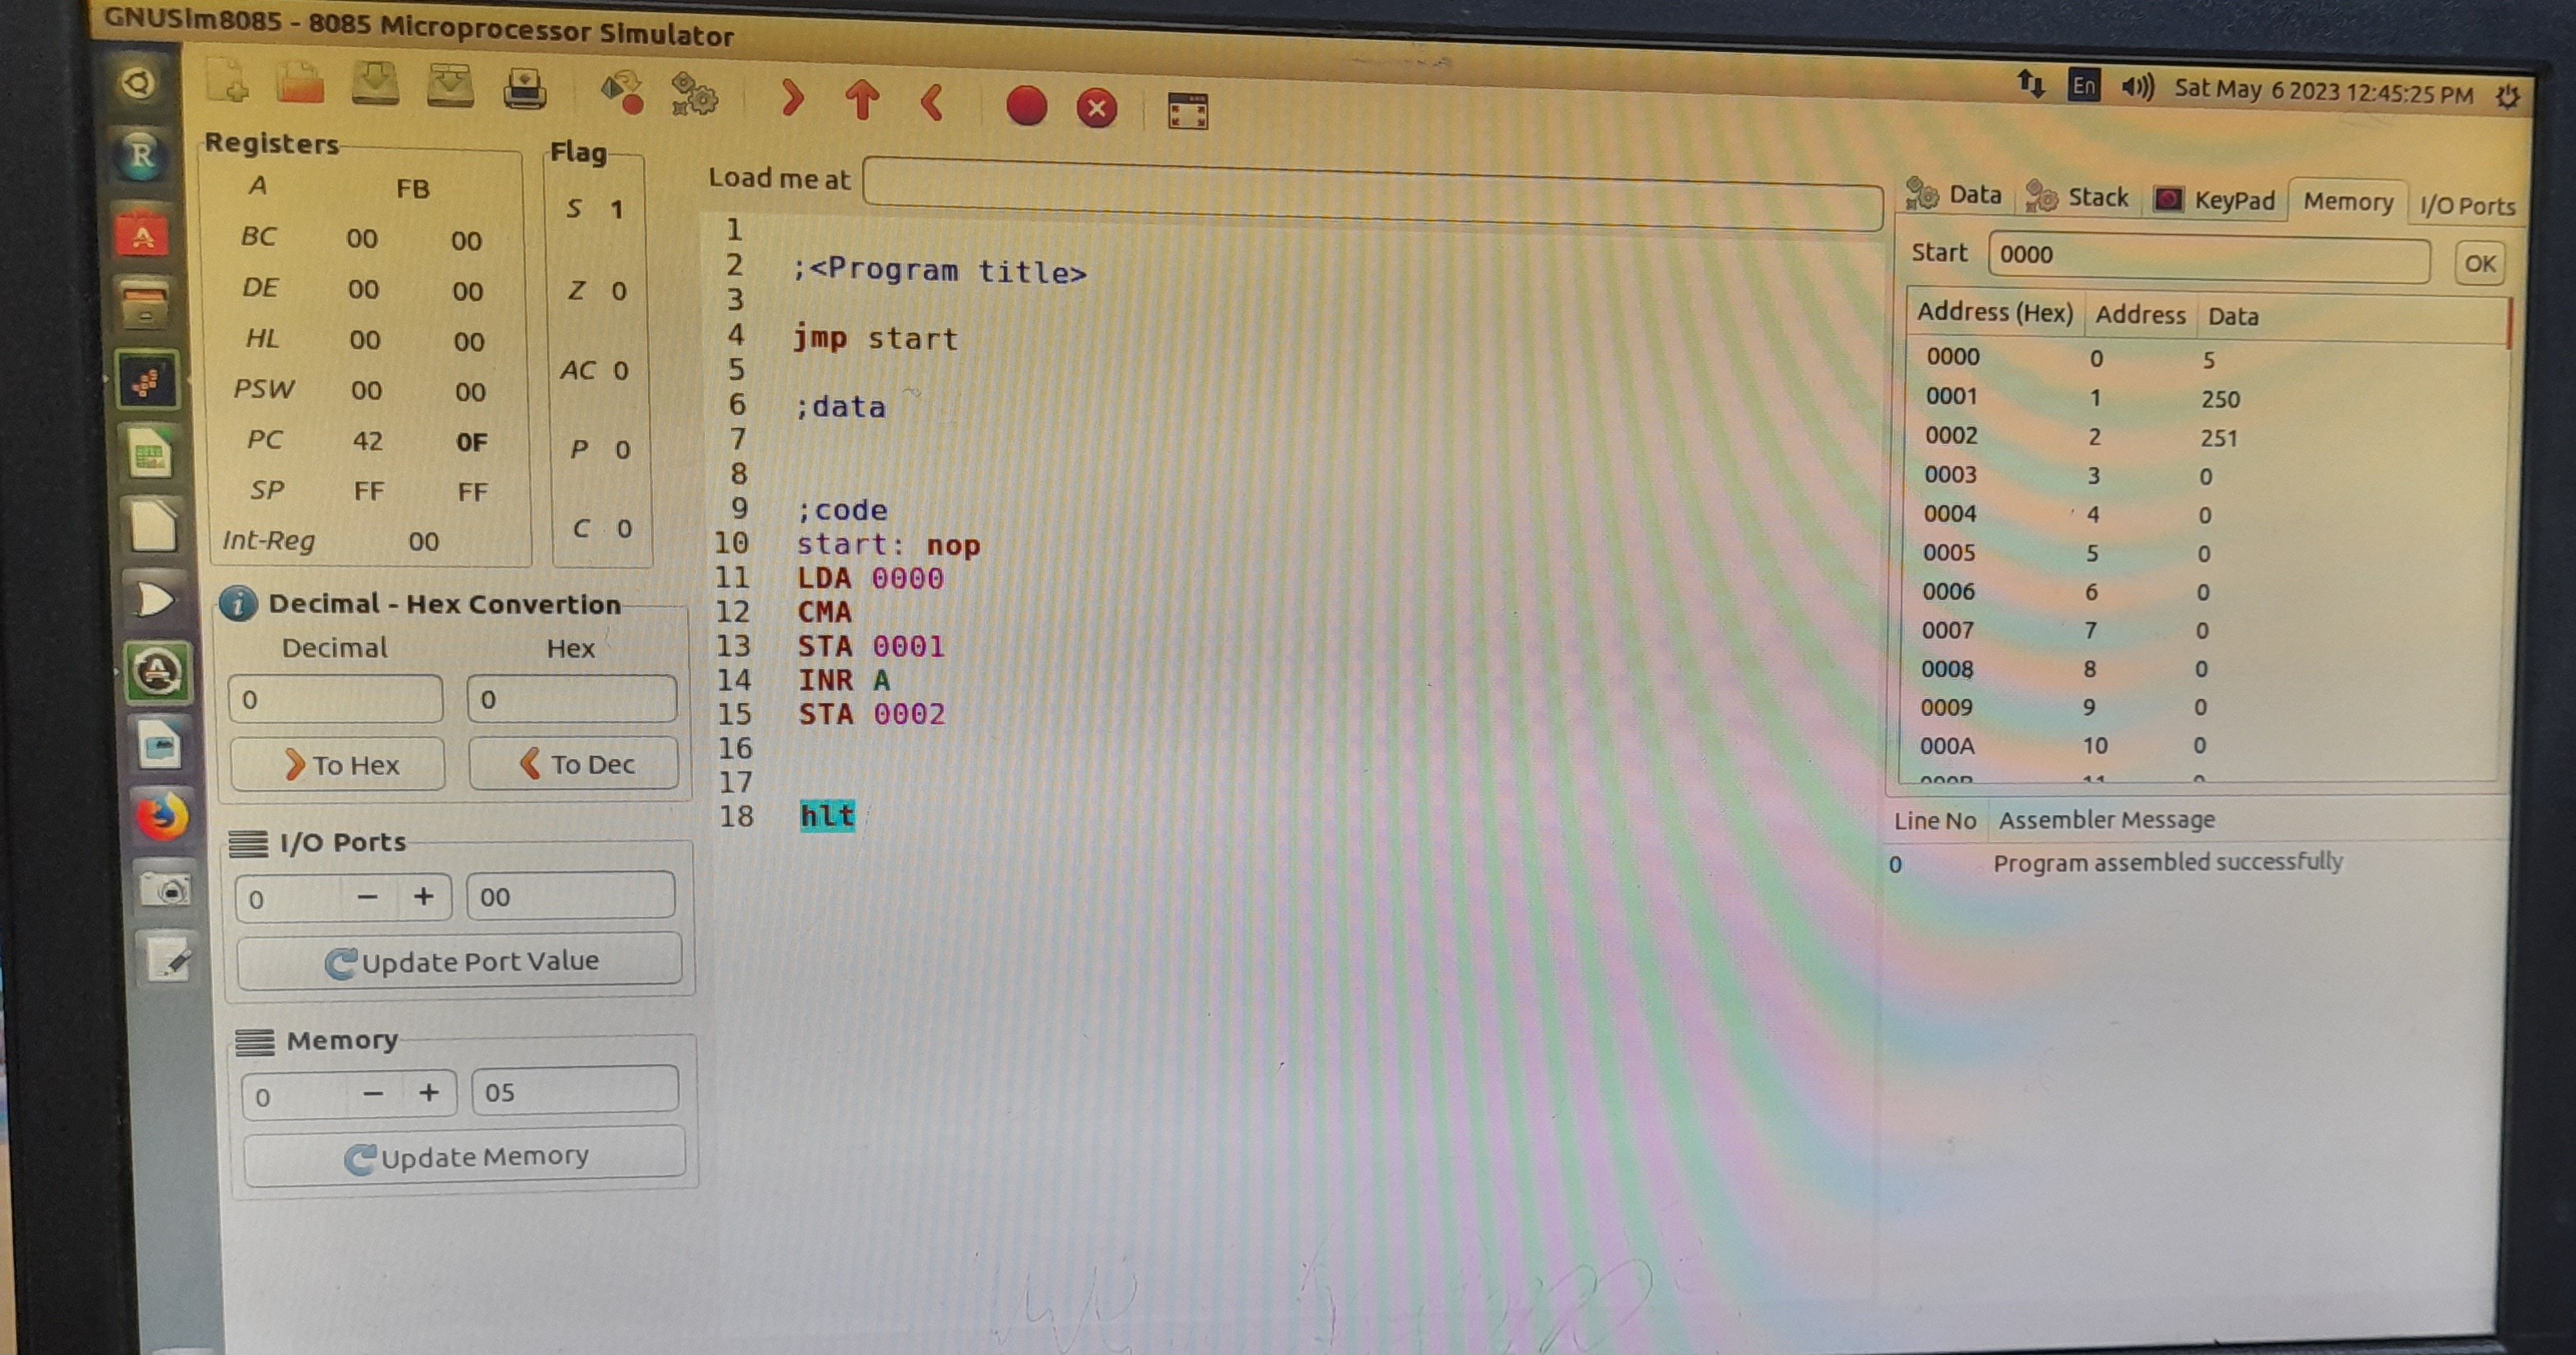 GNUSim8085 - 8085 Microprocessor Simulator
En
Sat May 6 2023 12:45:25 PM
Registers
A FB
BC 00 00
DE 00 00
HL 00 00
PSW 00 00
PC 42 0F
SP FF FF
Int-Reg 00
Flag
S 1
Z 0
AC 0
P 0
C 0
Decimal - Hex Convertion
Decimal Hex
0 0
To Hex To Dec
I/O Ports
0 − + 00
Update Port Value
Memory
0 − + 05
Update Memory
Load me at
1
2 ;<Program title>
3
4 jmp start
5
6 ;data
7
8
9 ;code
10 start: nop
11 LDA 0000
12 CMA
13 STA 0001
14 INR A
15 STA 0002
16
17
18 hlt
Data Stack KeyPad Memory I/O Ports
Start 0000 OK
Address (Hex) Address Data
0000 0 5
0001 1 250
0002 2 251
0003 3 0
0004 4 0
0005 5 0
0006 6 0
0007 7 0
0008 8 0
0009 9 0
000A 10 0
Line No Assembler Message
0 Program assembled successfully